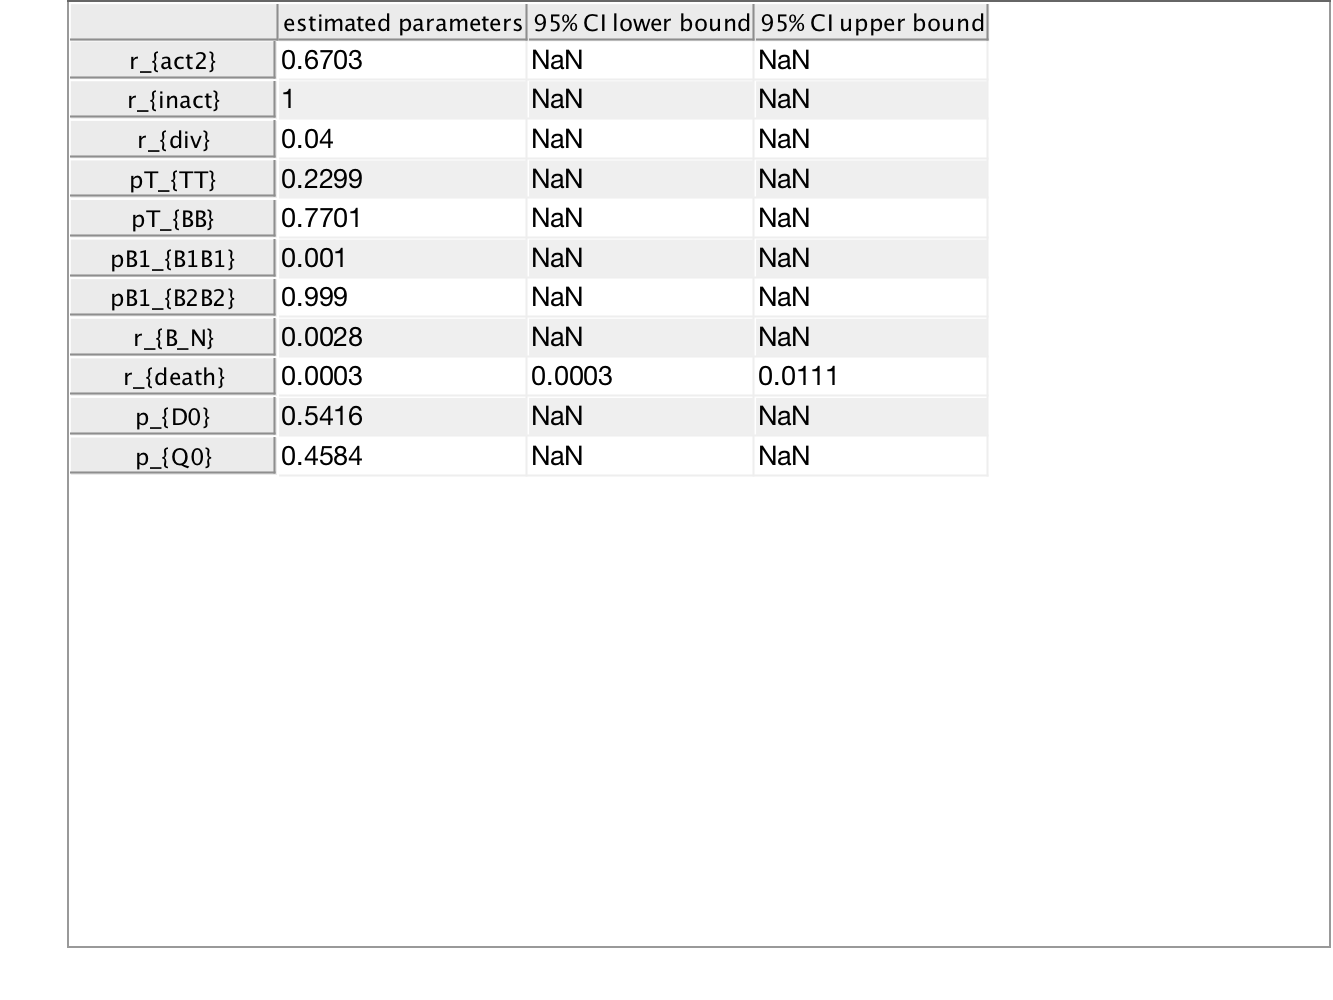 estimated parameters 95% CI lower bound 95% CI upper bound
r_{act2} 0.6703 NaN NaN
r_{inact} 1 NaN NaN
r_{div} 0.04 NaN NaN
pT_{TT} 0.2299 NaN NaN
pT_{BB} 0.7701 NaN NaN
pB1_{B1B1} 0.001 NaN NaN
pB1_{B2B2} 0.999 NaN NaN
r_{B_N} 0.0028 NaN NaN
r_{death} 0.0003 0.0003 0.0111
p_{D0} 0.5416 NaN NaN
p_{Q0} 0.4584 NaN NaN